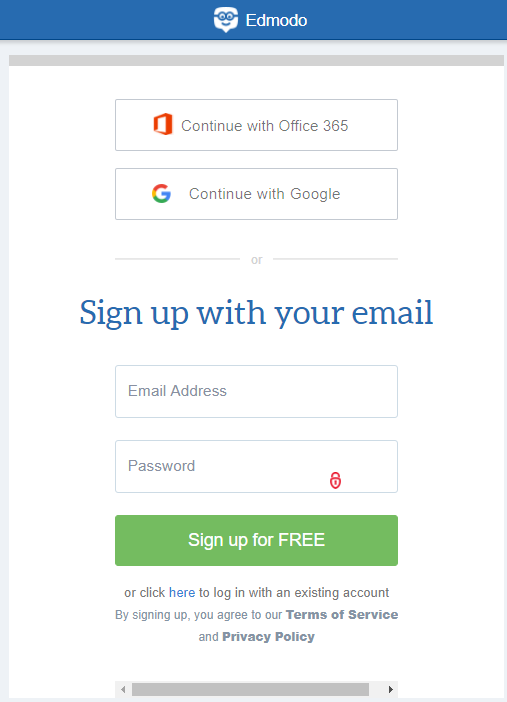 Edmodo
Continue with Office 365
Continue with Google
or
Sign up with your email
Email Address
Password
Sign up for FREE
or click here to log in with an existing account
By signing up, you agree to our Terms of Service
and Privacy Policy